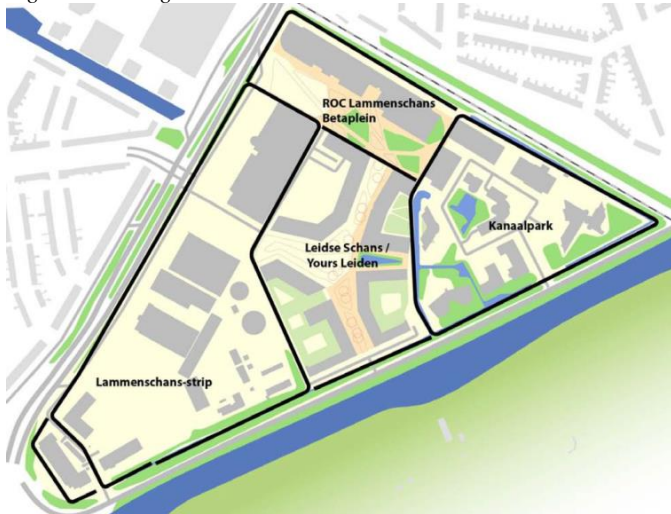 ROC Lammenschans
Betaplein
Kanaalpark
Leidse Schans /
Yours Leiden
Lammenschans-strip